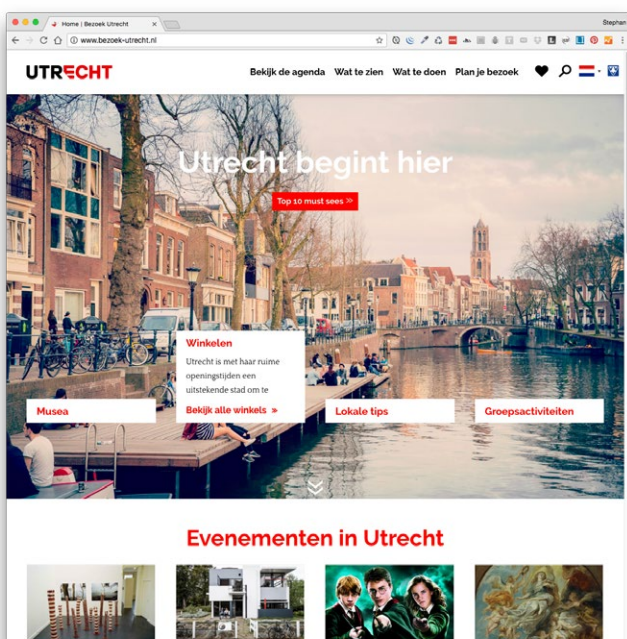 Home | Bezoek Utrecht
Stephan
www.bezoek-utrecht.nl
UTRECHT
Bekijk de agenda Wat te zien Wat te doen Plan je bezoek
Utrecht begint hier
Top 10 must sees »
Winkelen
Utrecht is met haar ruime
openingstijden een
uitstekende stad om te
Bekijk alle winkels »
Musea
Lokale tips
Groepsactiviteiten
Evenementen in Utrecht